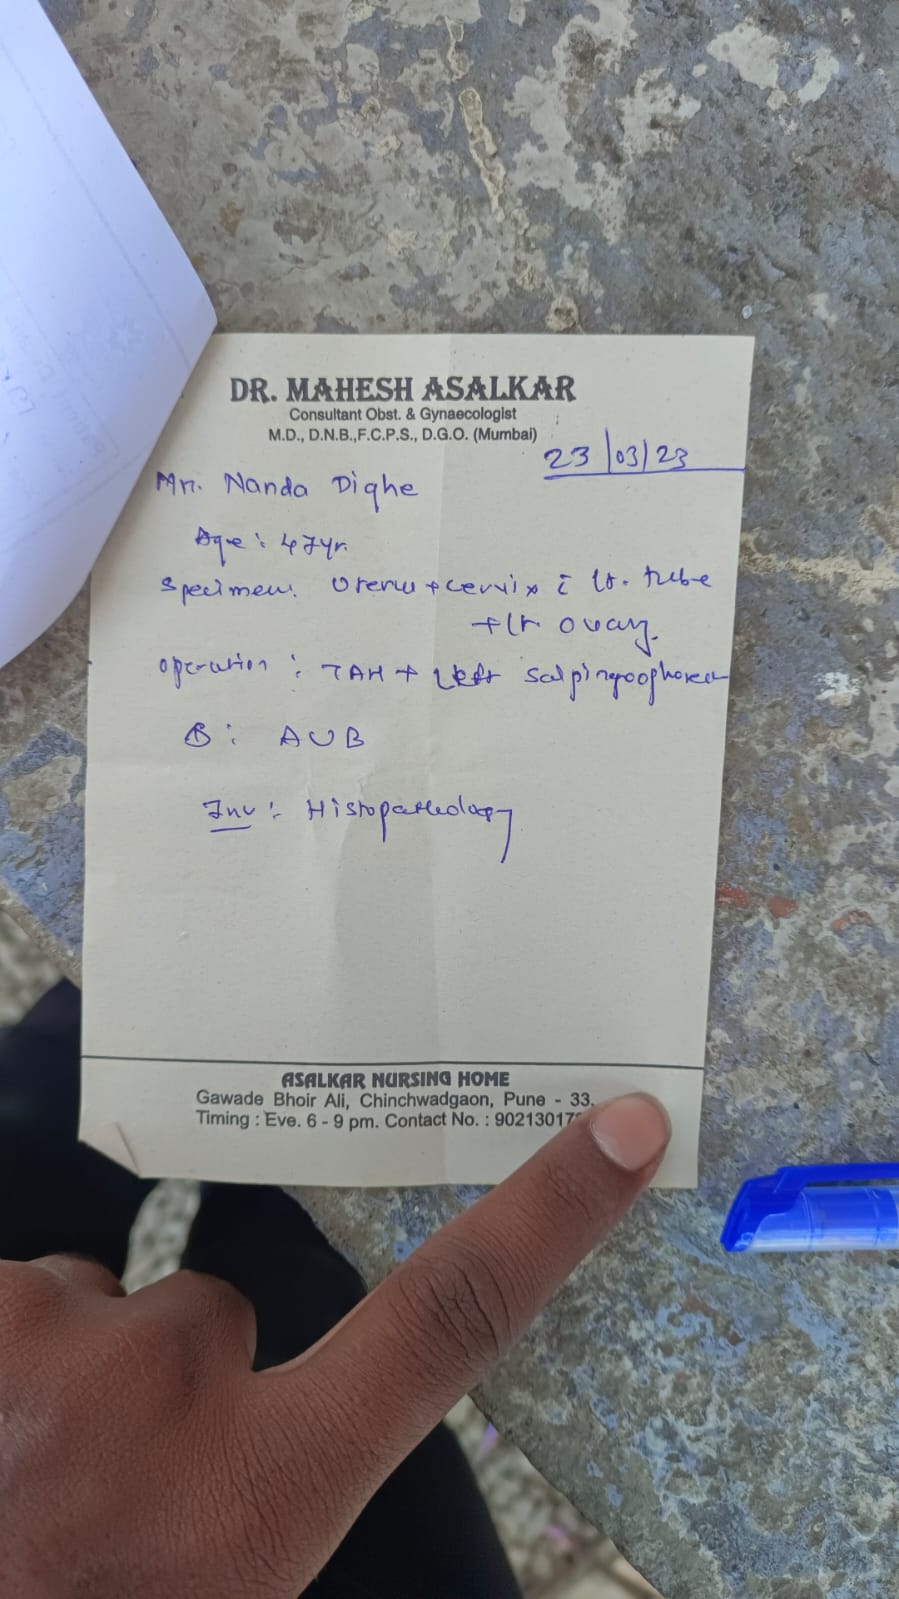 DR. MAHESH ASALKAR
Consultant Obst. & Gynaecologist
M.D., D.N.B.,F.C.P.S., D.G.O. (Mumbai)
23/03/23
Mrs. Nanda Dighe
Age: 47yr.
Specimen: Uterus + cervix c̄ lt. tube
+ lt ovary.
Operation: TAH + Left Salpingoophorec
AUB
Inv: Histopathology
ASALKAR NURSING HOME
Gawade Bhoir Ali, Chinchwadgaon, Pune - 33.
Timing : Eve. 6 - 9 pm. Contact No. : 90213017